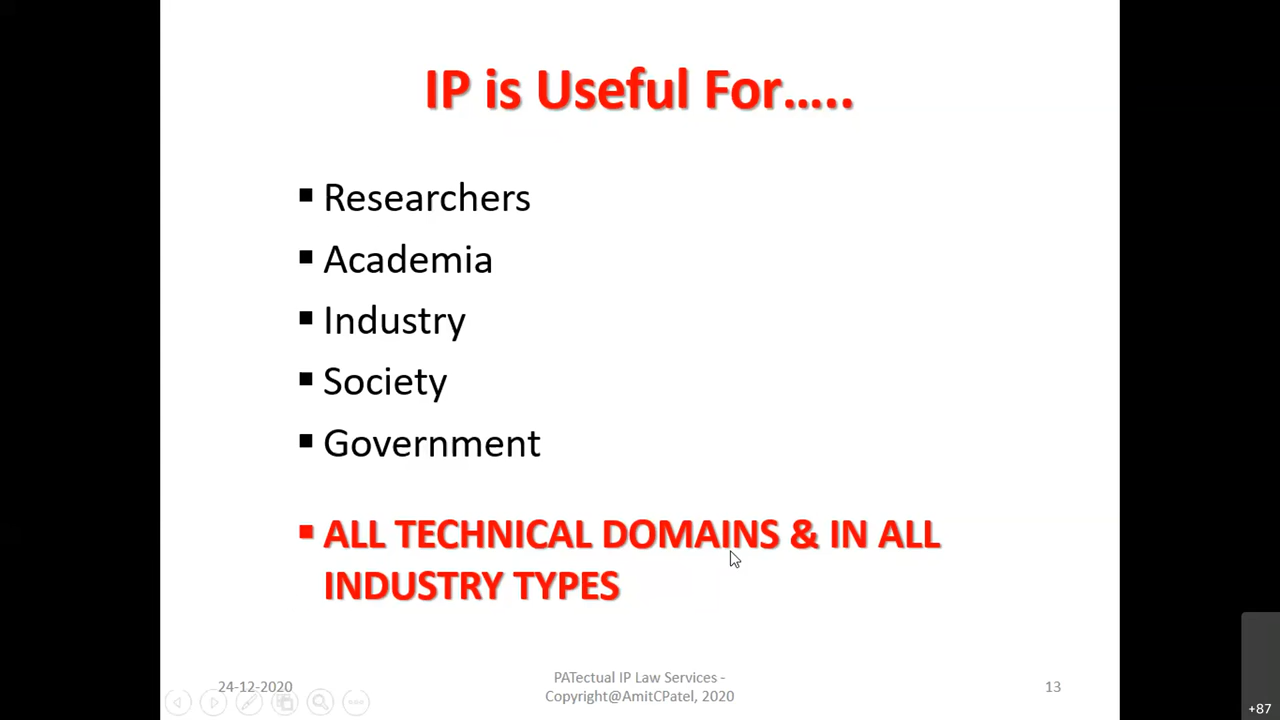 IP is Useful For…..
▪ Researchers
▪ Academia
▪ Industry
▪ Society
▪ Government
▪ ALL TECHNICAL DOMAINS & IN ALL
INDUSTRY TYPES
24-12-2020
PATectual IP Law Services -
Copyright@AmitCPatel, 2020
13
+87